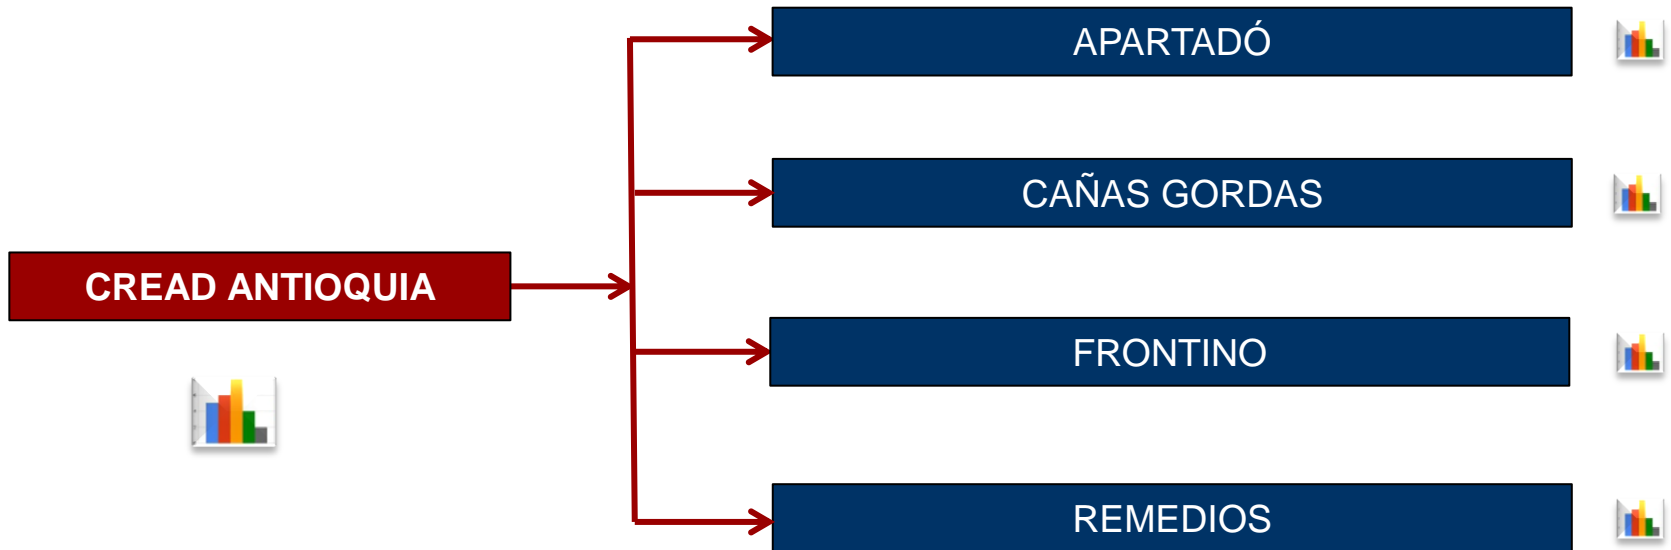 APARTADÓ
CAÑAS GORDAS
CREAD ANTIOQUIA
FRONTINO
REMEDIOS